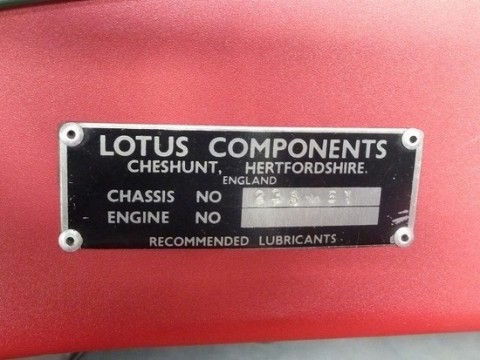 LOTUS COMPONENTS
CHESHUNT, HERTFORDSHIRE.
ENGLAND
CHASSIS NO
ENGINE NO
RECOMMENDED LUBRICANTS